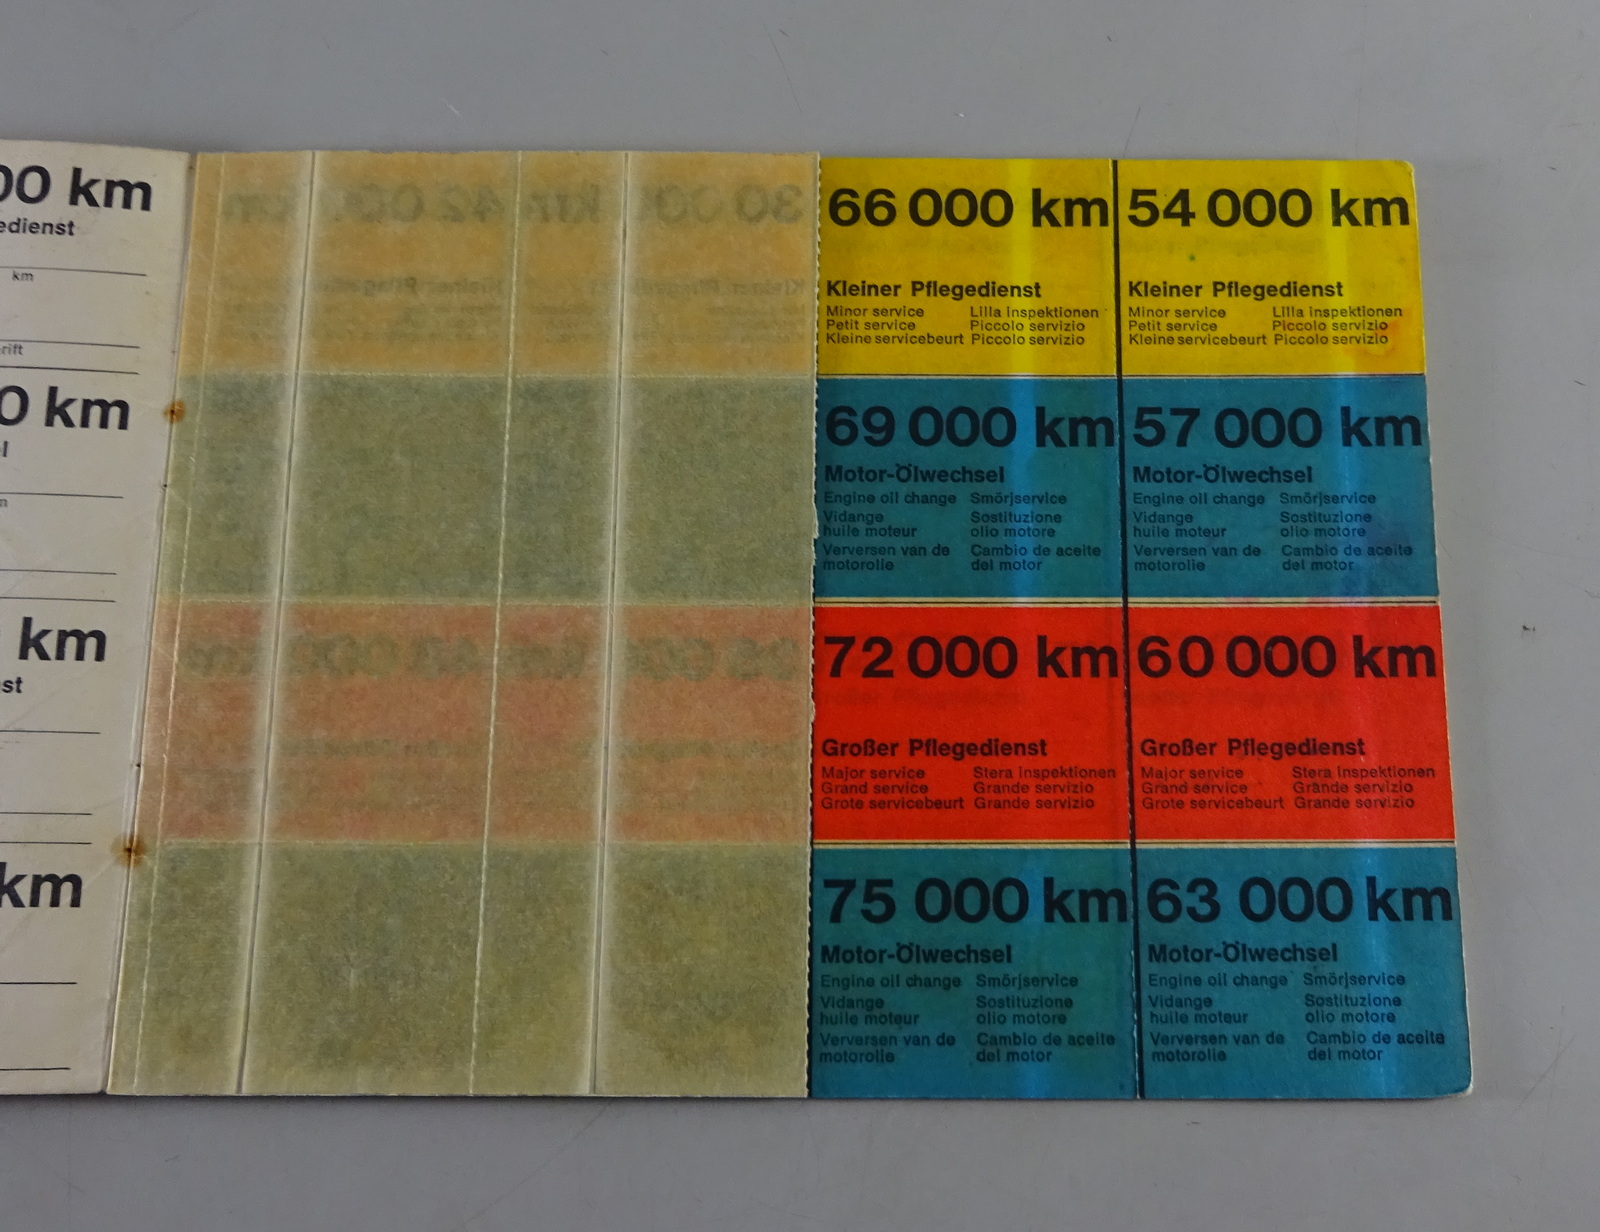 00 km
edienst
km
rift
0 km
km
st
km
66 000 km
Kleiner Pflegedienst
Minor service Lilla inspektionen
Petit service Piccolo servizio
Kleine servicebeurt Piccolo servizio
69 000 km
Motor-Ölwechsel
Engine oil change Smörjservice
Vidange Sostituzione
huile moteur olio motore
Verversen van de Cambio de aceite
motorolie del motor
72 000 km
Großer Pflegedienst
Major service Stera inspektionen
Grand service Grande servizio
Grote servicebeurt Grande servizio
75 000 km
Motor-Ölwechsel
Engine oil change Smörjservice
Vidange Sostituzione
huile moteur olio motore
Verversen van de Cambio de aceite
motorolie del motor
54 000 km
Kleiner Pflegedienst
Minor service Lilla inspektionen
Petit service Piccolo servizio
Kleine servicebeurt Piccolo servizio
57 000 km
Motor-Ölwechsel
Engine oil change Smörjservice
Vidange Sostituzione
huile moteur olio motore
Verversen van de Cambio de aceite
motorolie del motor
60 000 km
Großer Pflegedienst
Major service Stera inspektionen
Grand service Grande servizio
Grote servicebeurt Grande servizio
63 000 km
Motor-Ölwechsel
Engine oil change Smörjservice
Vidange Sostituzione
huile moteur olio motore
Verversen van de Cambio de aceite
motorolie del motor